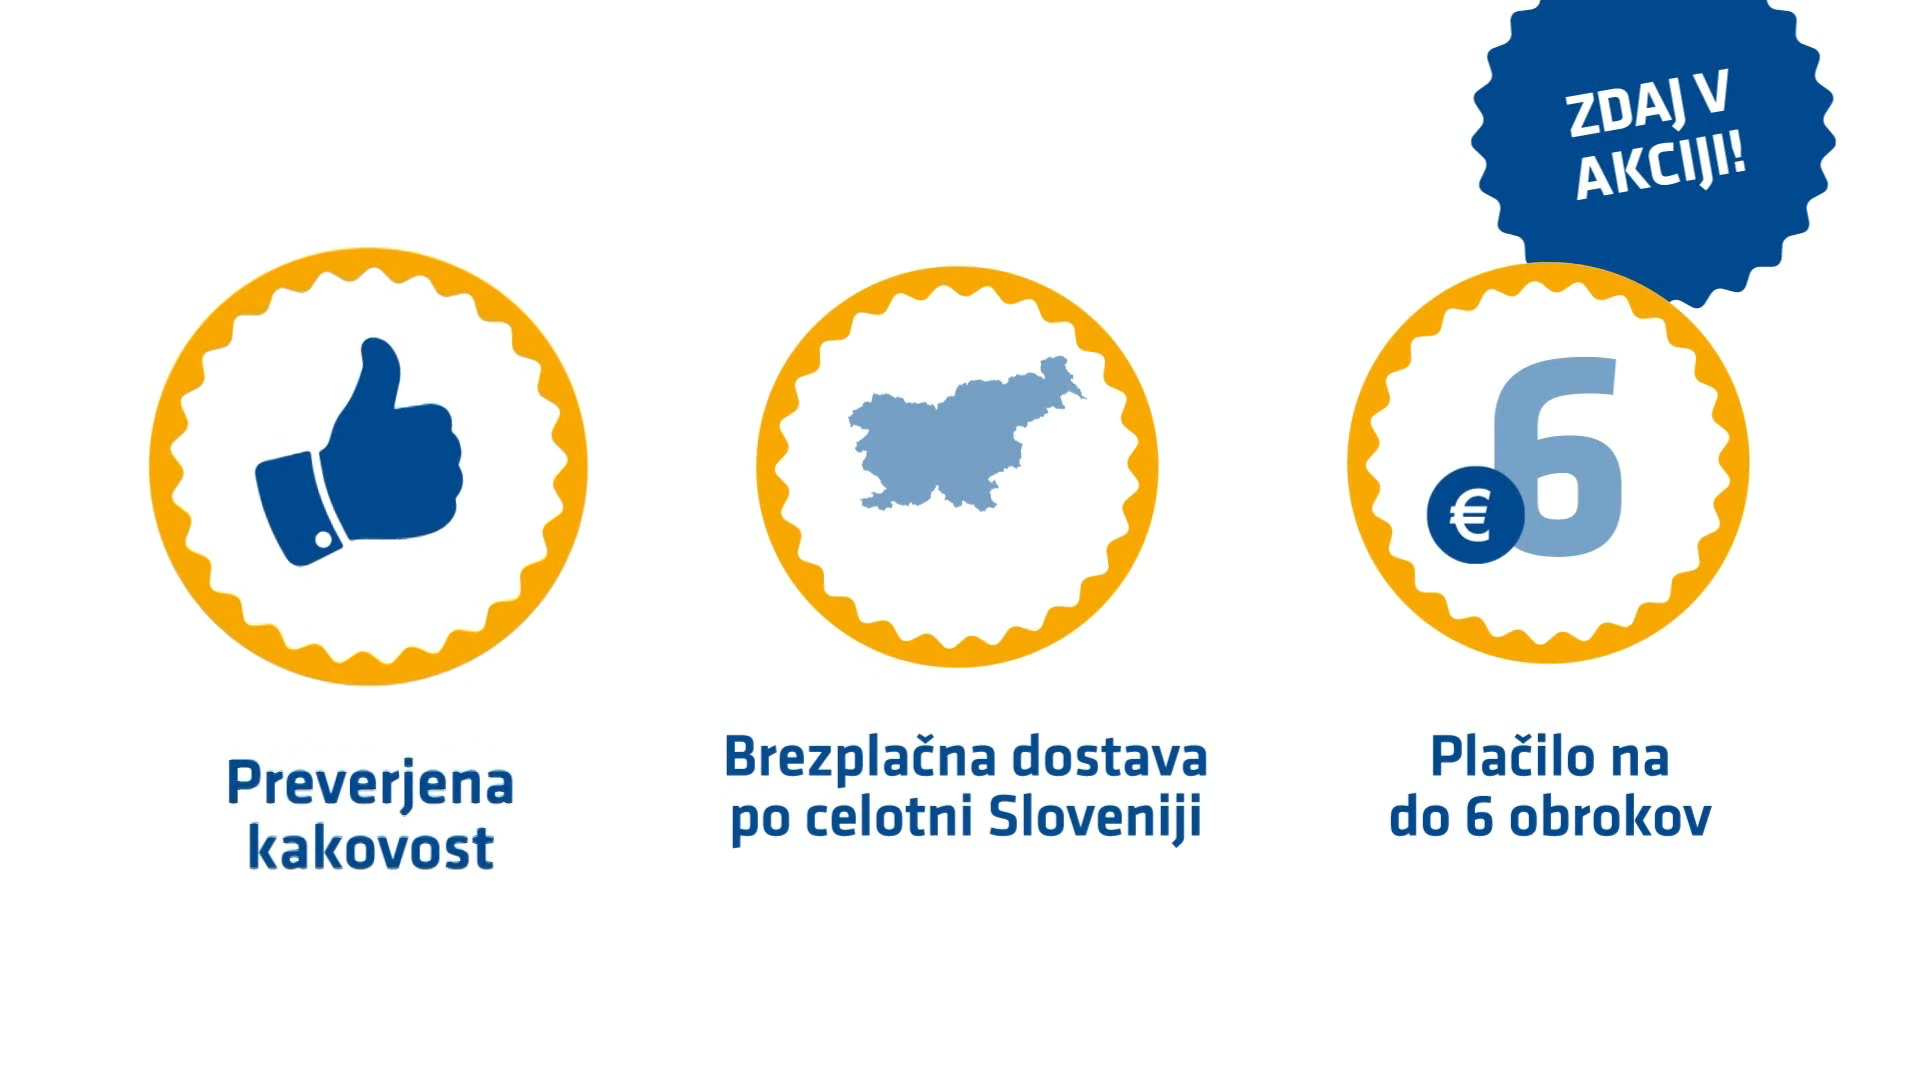 ZDAJ V
AKCIJI!
€
6
Preverjena
kakovost
Brezplačna dostava
po celotni Sloveniji
Plačilo na
do 6 obrokov